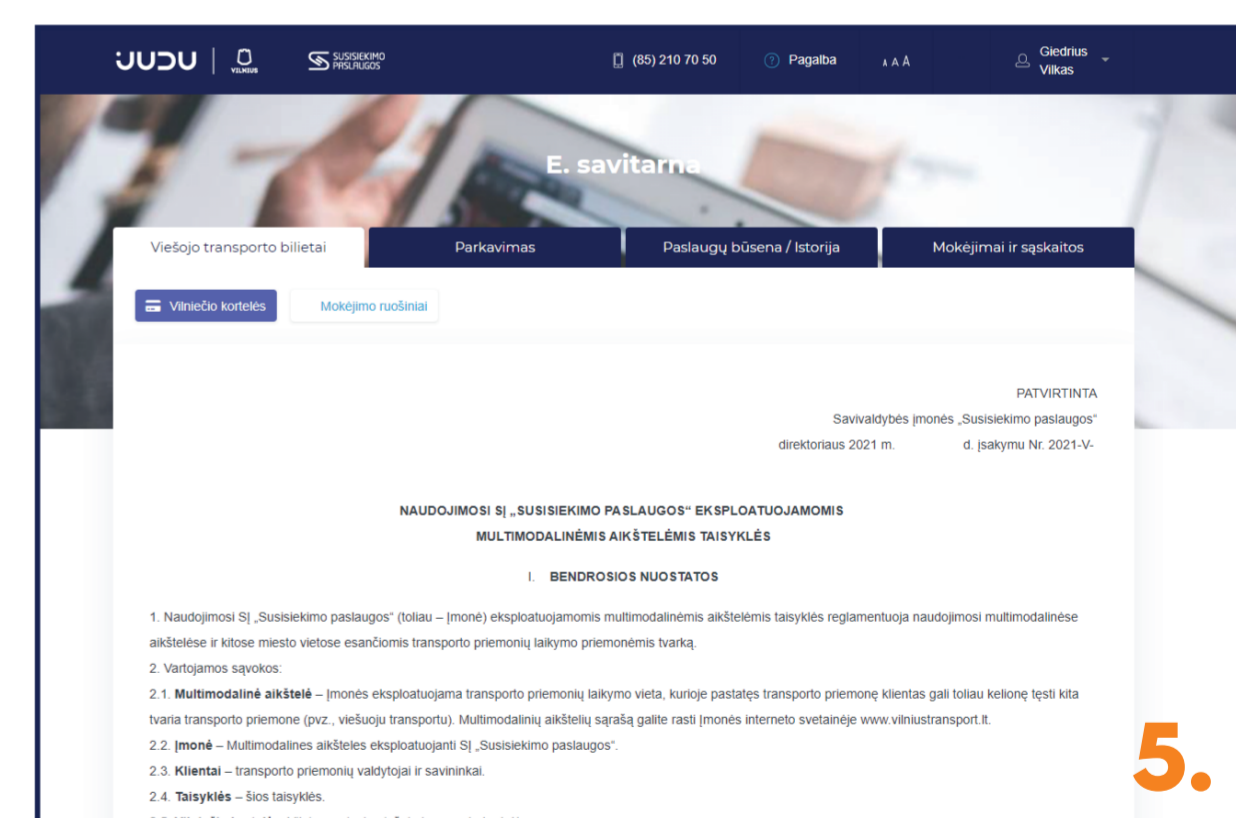 JUDU
VILNIUS
SUSISIEKIMO
PASLAUGOS
(85) 210 70 50
Pagalba
A A A
Giedrius
Vilkas
E. savitarna
Viešojo transporto bilietai
Parkavimas
Paslaugų būsena / Istorija
Mokėjimai ir sąskaitos
Vilniečio kortelės
Mokėjimo ruošiniai
PATVIRTINTA
Savivaldybės įmonės „Susisiekimo paslaugos“
direktoriaus 2021 m. d. įsakymu Nr. 2021-V-
NAUDOJIMOSI SĮ „SUSISIEKIMO PASLAUGOS“ EKSPLOATUOJAMOMIS
MULTIMODALINĖMIS AIKŠTELĖMIS TAISYKLĖS
I. BENDROSIOS NUOSTATOS
1. Naudojimosi SĮ „Susisiekimo paslaugos“ (toliau – Įmonė) eksploatuojamomis multimodalinėmis aikštelėmis taisyklės reglamentuoja naudojimosi multimodalinėse
aikštelėse ir kitose miesto vietose esančiomis transporto priemonių laikymo priemonėmis tvarką.
2. Vartojamos sąvokos:
2.1. Multimodalinė aikštelė – Įmonės eksploatuojama transporto priemonių laikymo vieta, kurioje pastatęs transporto priemonę klientas gali toliau kelionę tęsti kita
tvaria transporto priemone (pvz., viešuoju transportu). Multimodalinių aikštelių sąrašą galite rasti Įmonės interneto svetainėje www.vilniustransport.lt.
2.2. Įmonė – Multimodalines aikšteles eksploatuojanti SĮ „Susisiekimo paslaugos“.
2.3. Klientai – transporto priemonių valdytojai ir savininkai.
2.4. Taisyklės – šios taisyklės.
5.